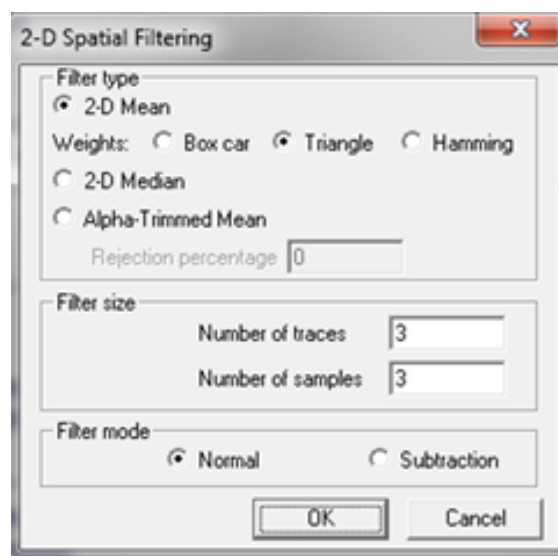 2-D Spatial Filtering
Filter type
2-D Mean
Weights: Box car Triangle Hamming
2-D Median
Alpha-Trimmed Mean
Rejection percentage 0
Filter size
Number of traces 3
Number of samples 3
Filter mode
Normal Subtraction
OK Cancel